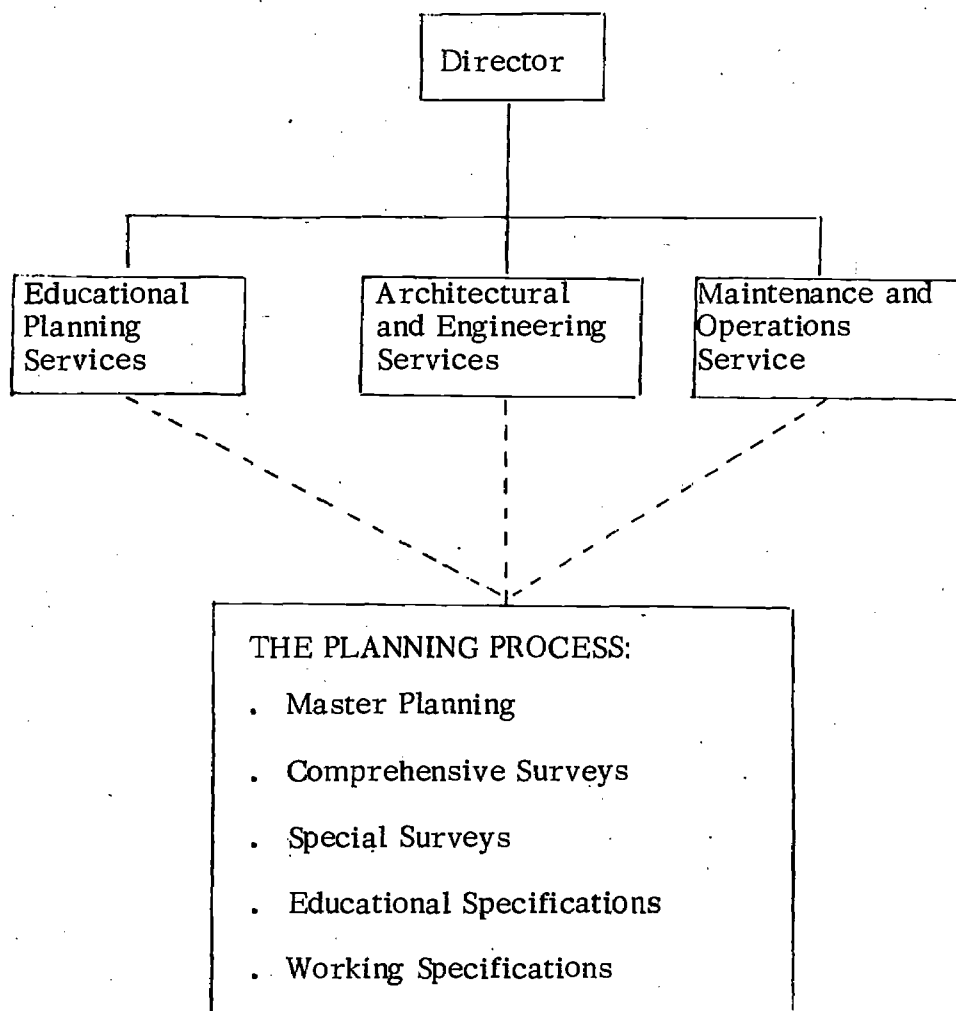 Director
Educational
Planning
Services
Architectural
and Engineering
Services
Maintenance and
Operations
Service
THE PLANNING PROCESS:
. Master Planning
. Comprehensive Surveys
. Special Surveys
. Educational Specifications
. Working Specifications